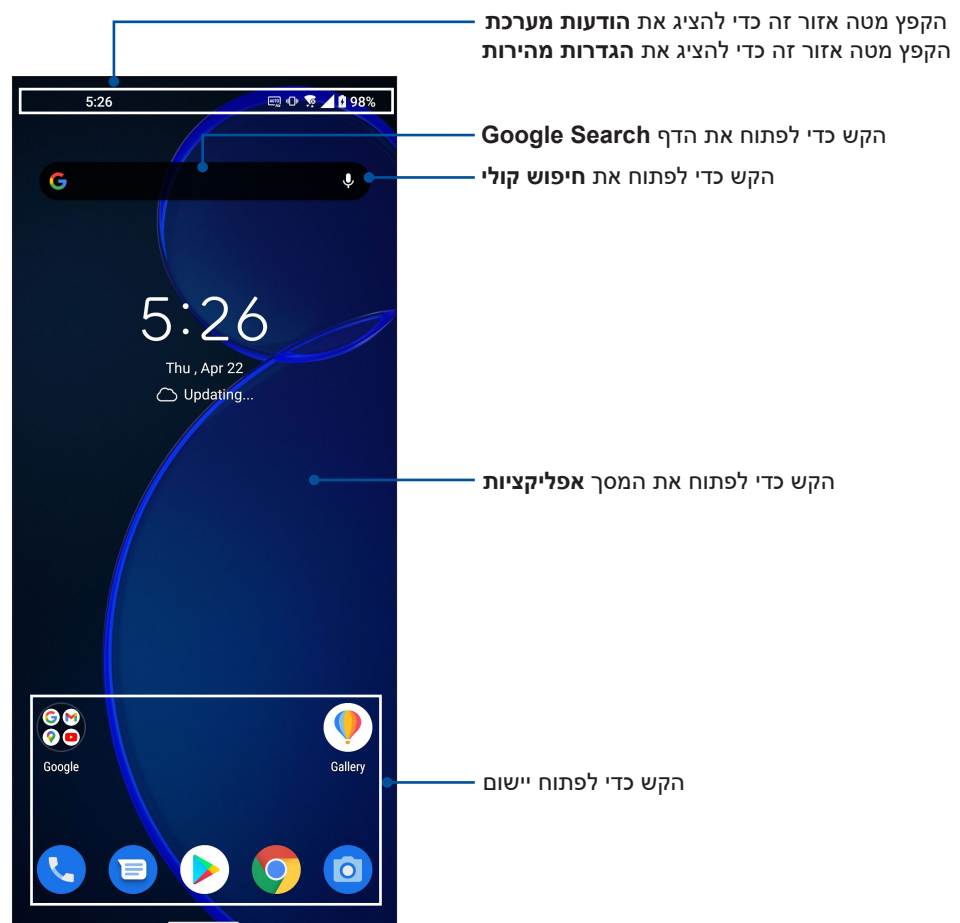 הקפץ מטה אזור זה כדי להציג את הודעות מערכת
הקפץ מטה אזור זה כדי להציג את הגדרות מהירות
5:26
98%
הקש כדי לפתוח את הדף Google Search
הקש כדי לפתוח את חיפוש קולי
5:26
Thu , Apr 22
Updating...
הקש כדי לפתוח את המסך אפליקציות
Google
Gallery
הקש כדי לפתוח יישום